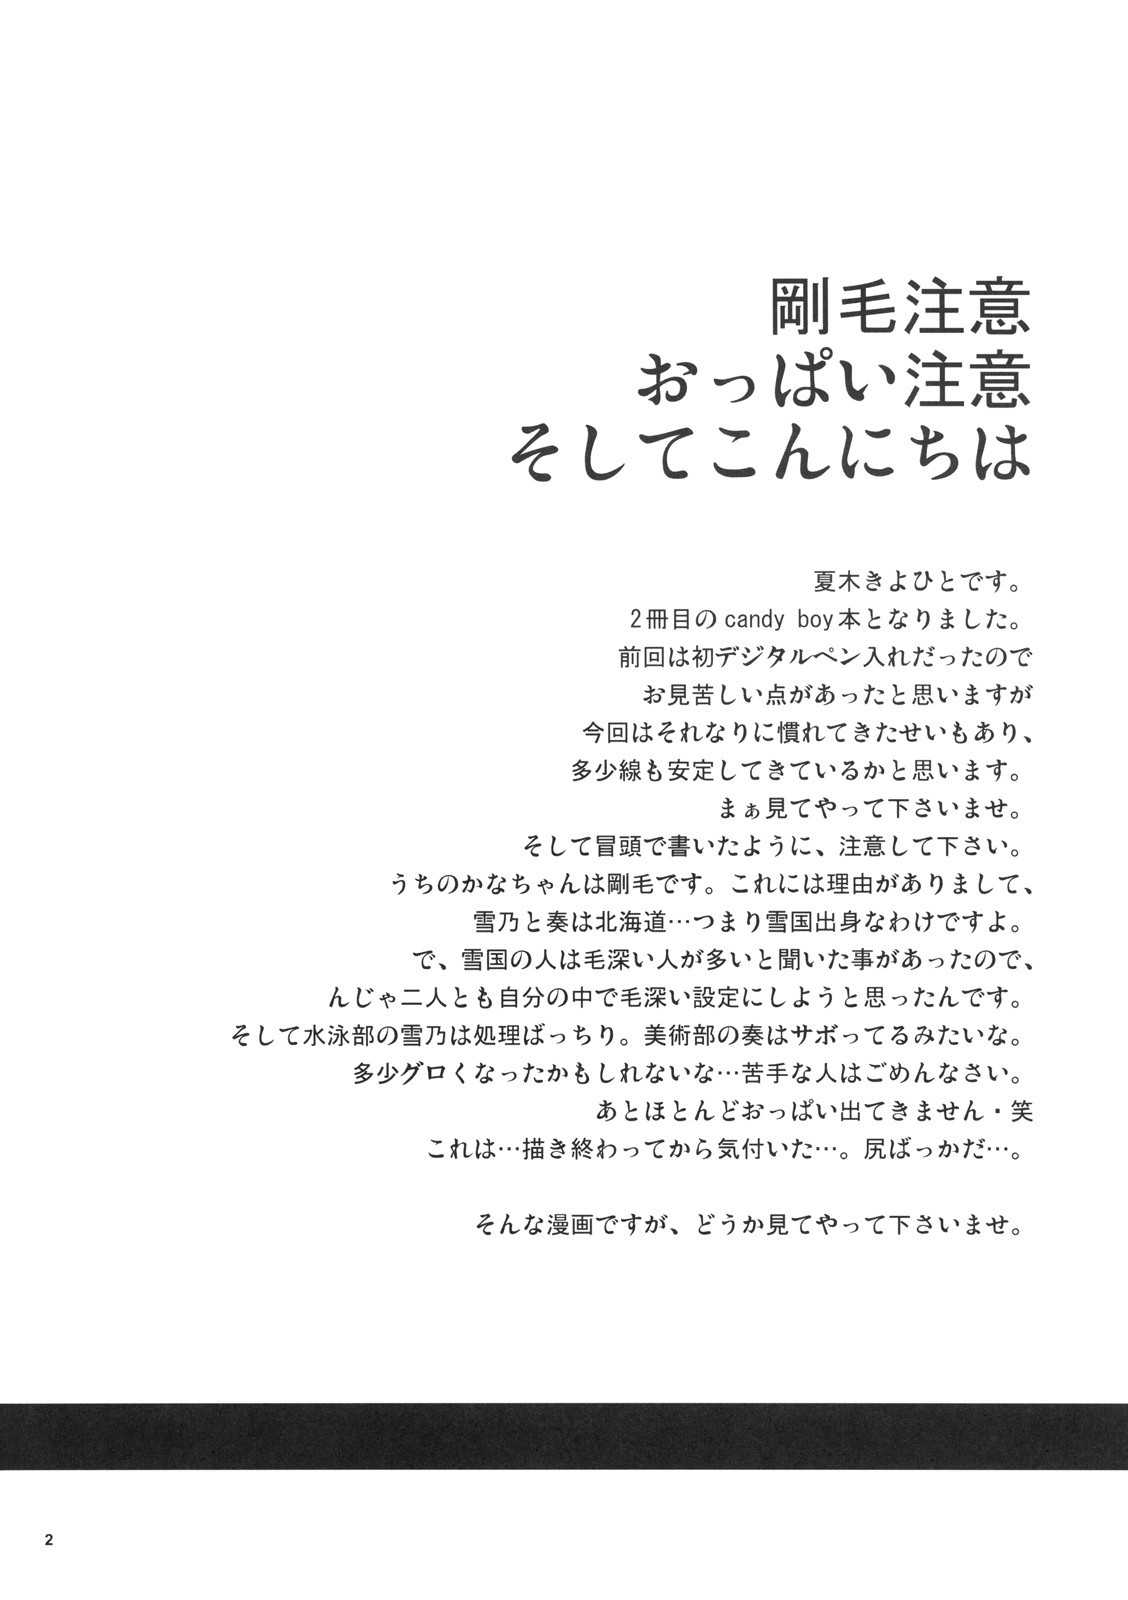 剛毛注意
おっぱい注意
そしてこんにちは
夏木きよひとです。
2冊目のcandy boy本となりました。
前回は初デジタルペン入れだったので
お見苦しい点があったと思いますが
今回はそれなりに慣れてきたせいもあり、
多少線も安定してきているかと思います。
まぁ見てやって下さいませ。
そして冒頭で書いたように、注意して下さい。
うちのかなちゃんは剛毛です。これには理由がありまして、
雪乃と奏は北海道…つまり雪国出身なわけですよ。
で、雪国の人は毛深い人が多いと聞いた事があったので、
んじゃ二人とも自分の中で毛深い設定にしようと思ったんです。
そして水泳部の雪乃は処理ばっちり。美術部の奏はサボってるみたいな。
多少グロくなったかもしれないな…苦手な人はごめんなさい。
あとほとんどおっぱい出てきません・笑
これは…描き終わってから気付いた…。尻ばっかだ…。
そんな漫画ですが、どうか見てやって下さいませ。
2